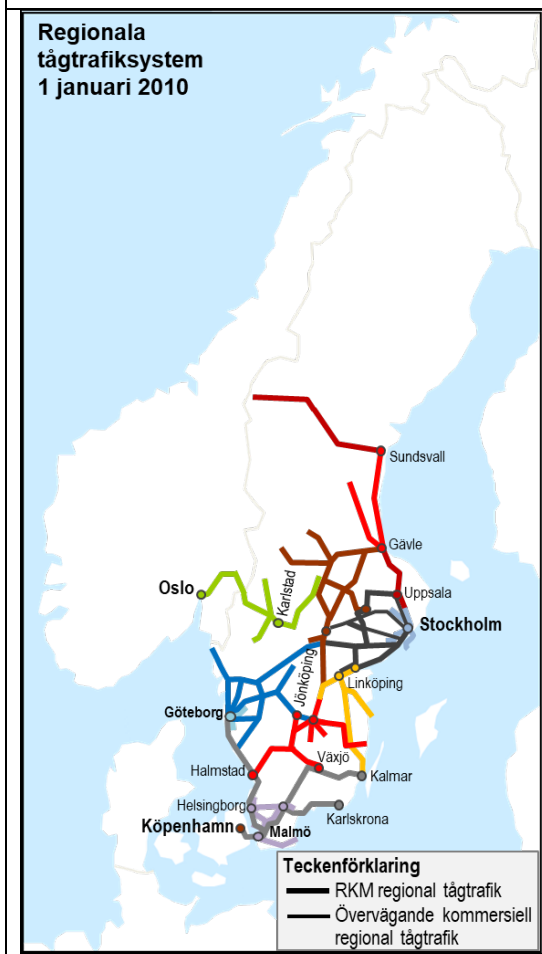 Regionala
tågtrafiksystem
1 januari 2010
Sundsvall
Gävle
Uppsala
Oslo
Karlstad
Stockholm
Linköping
Jönköping
Göteborg
Växjö
Halmstad
Kalmar
Helsingborg
Karlskrona
Köpenhamn
Malmö
Teckenförklaring
RKM regional tågtrafik
Övervägande kommersiell
regional tågtrafik